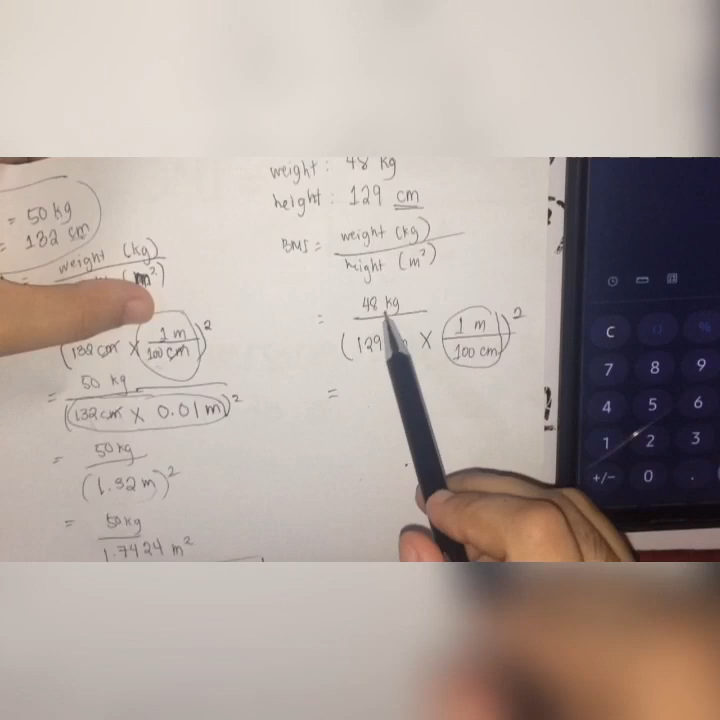 = 50 kg
= 132 cm
weight (kg)
(m²)
(132 cm × 1 m / 100 cm)²
= 50 kg
(132 cm × 0.01 m)²
= 50 kg
(1.32 m)²
= 50 kg
1.7424 m²
weight: 48 kg
height: 129 cm
BMS = weight (kg)
height (m²)
= 48 kg
(129 × 1 m / 100 cm)²
=
C () %
7 8 9
4 5 6
1 2 3
+/- 0 .